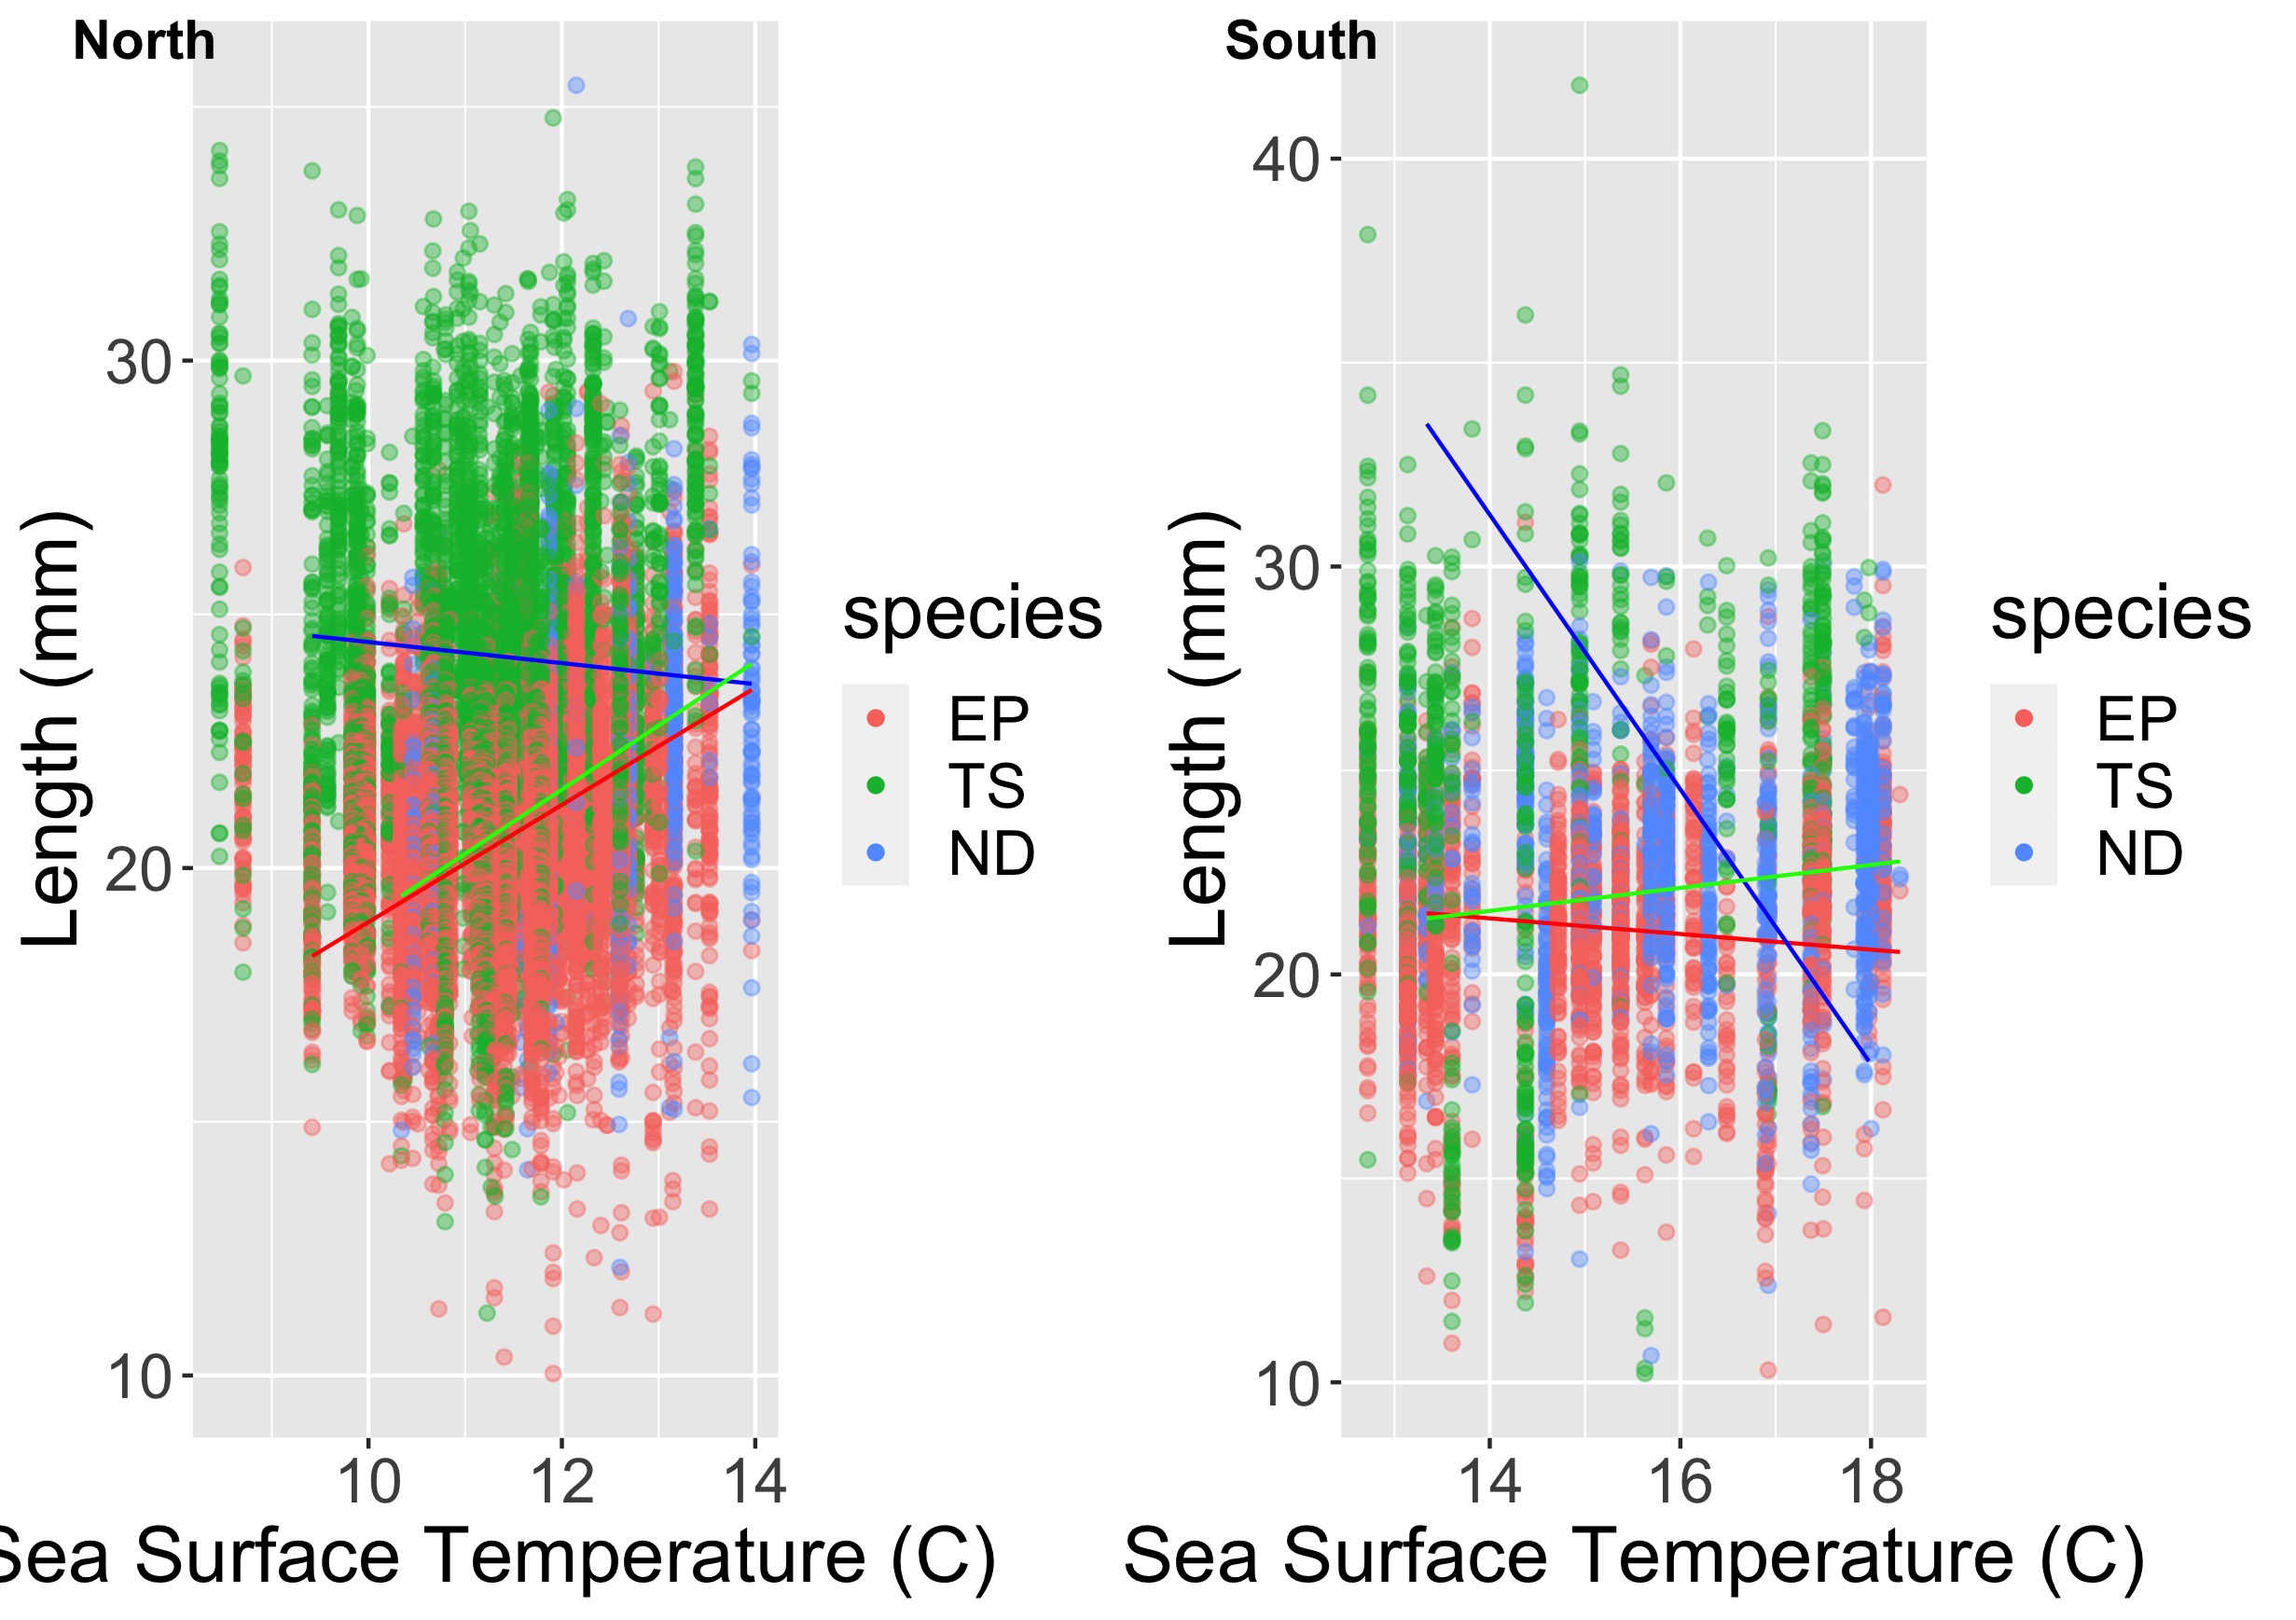 North
30
20
10
Length (mm)
10 12 14
Sea Surface Temperature (C)
species
EP
TS
ND
South
40
30
20
10
Length (mm)
14 16 18
Sea Surface Temperature (C)
species
EP
TS
ND